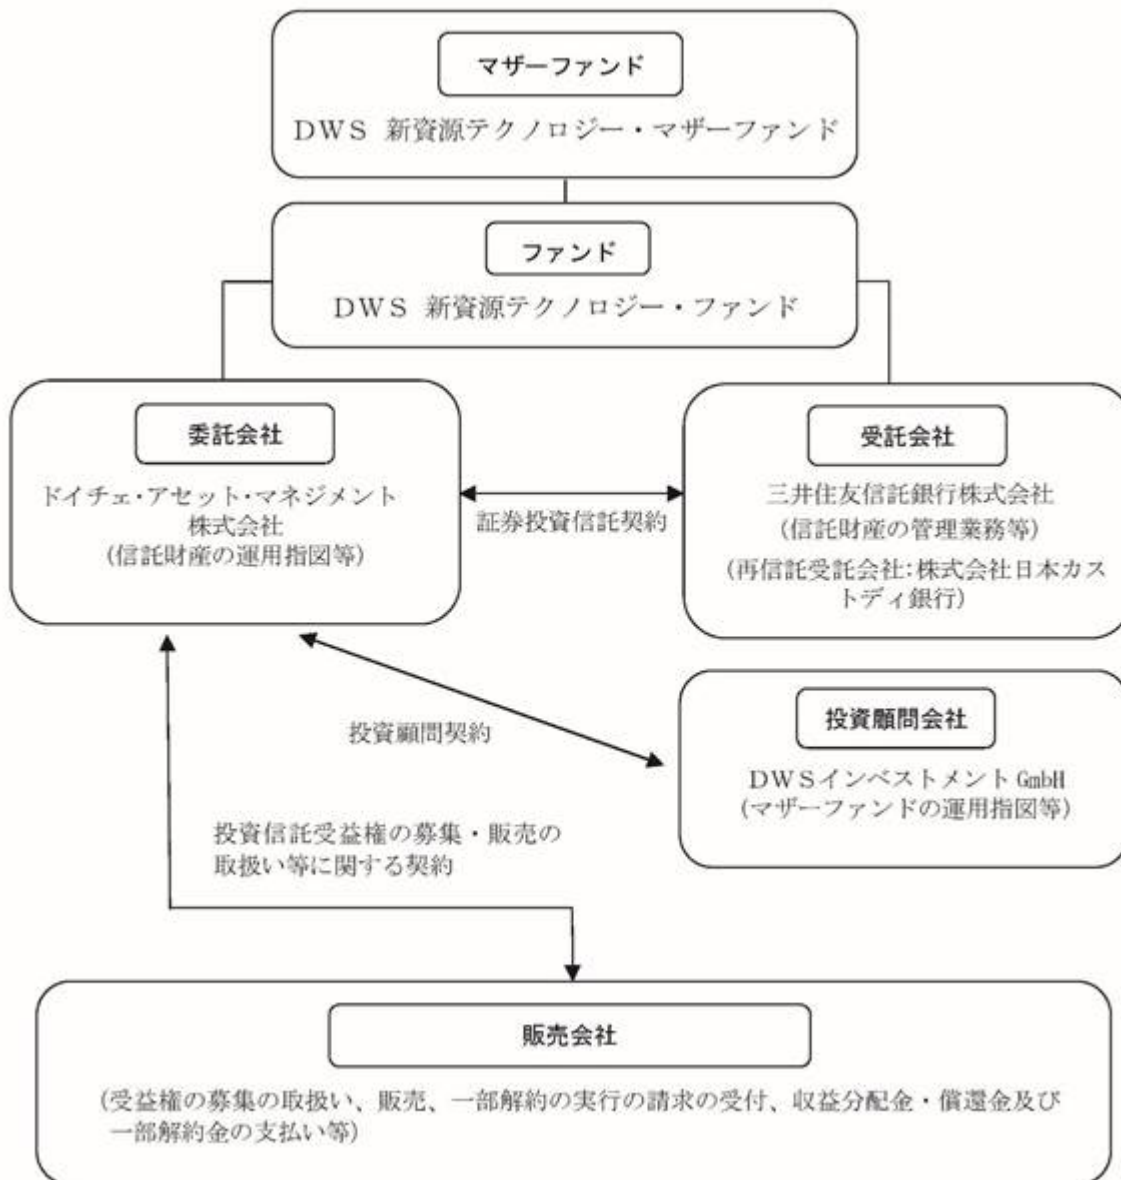 マザーファンド
DWS 新資源テクノロジー・マザーファンド
ファンド
DWS 新資源テクノロジー・ファンド
委託会社
ドイチェ・アセット・マネジメント
株式会社
(信託財産の運用指図等)
証券投資信託契約
受託会社
三井住友信託銀行株式会社
(信託財産の管理業務等)
(再信託受託会社:株式会社日本カス
トディ銀行)
投資顧問契約
投資顧問会社
DWSインベストメント GmbH
(マザーファンドの運用指図等)
投資信託受益権の募集・販売の
取扱い等に関する契約
販売会社
(受益権の募集の取扱い、販売、一部解約の実行の請求の受付、収益分配金・償還金及び
一部解約金の支払い等)